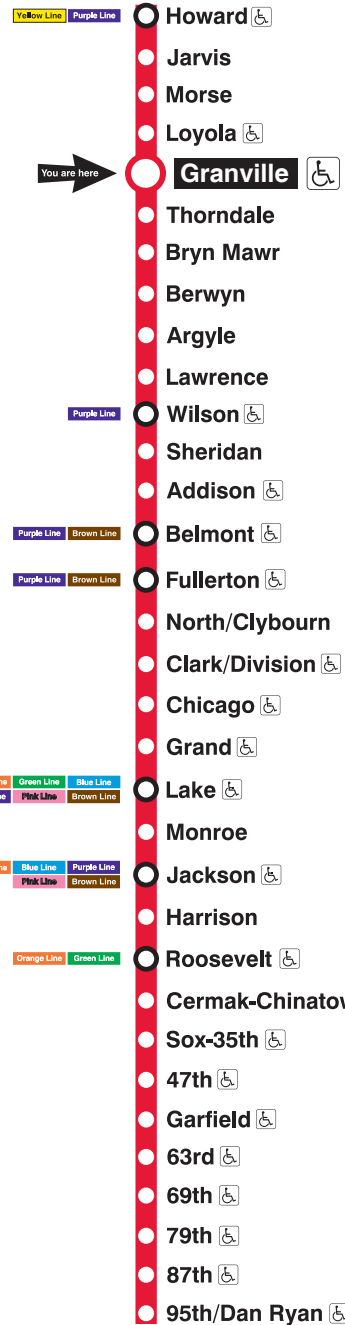 Yellow Line Purple Line Howard
Jarvis
Morse
Loyola
You are here Granville
Thorndale
Bryn Mawr
Berwyn
Argyle
Lawrence
Purple Line Wilson
Sheridan
Addison
Purple Line Brown Line Belmont
Purple Line Brown Line Fullerton
North/Clybourn
Clark/Division
Chicago
Grand
Green Line Blue Line
Pink Line Brown Line Lake
Monroe
Blue Line Purple Line
Pink Line Brown Line Jackson
Harrison
Orange Line Green Line Roosevelt
Cermak-Chinatow
Sox-35th
47th
Garfield
63rd
69th
79th
87th
95th/Dan Ryan